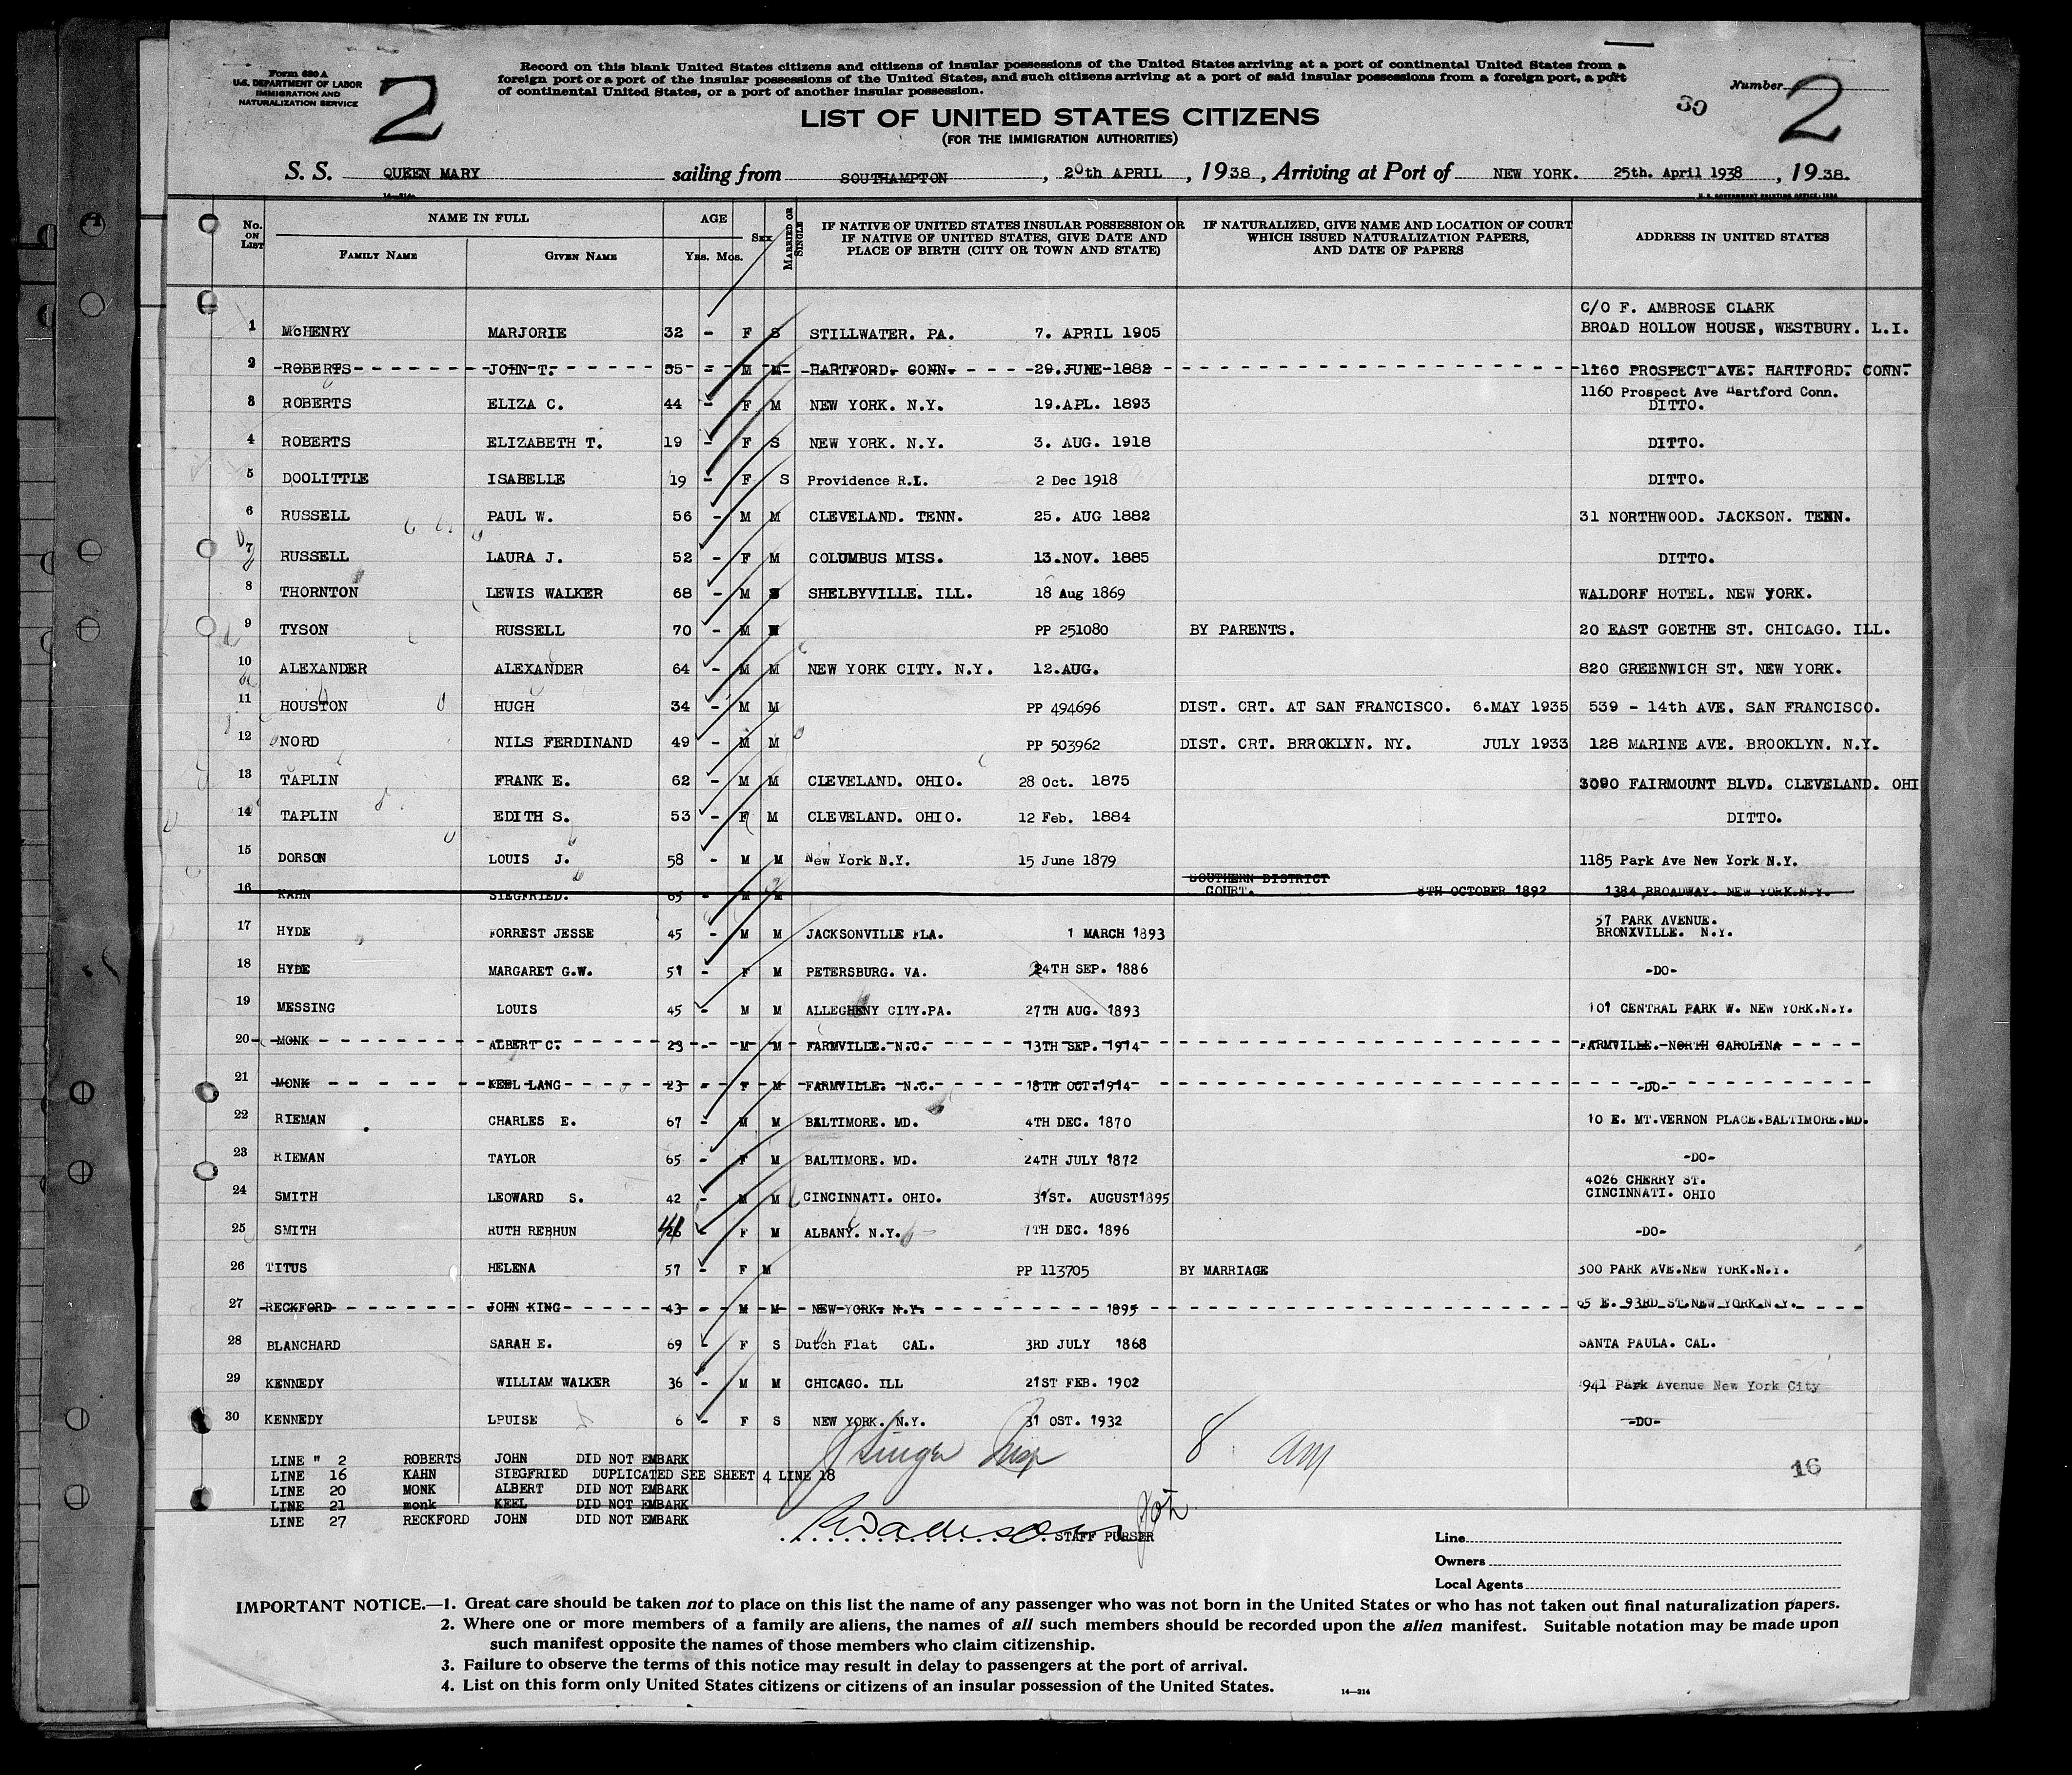 Form 630 A
U.S. DEPARTMENT OF LABOR
IMMIGRATION AND
NATURALIZATION SERVICE
2
Record on this blank United States citizens and citizens of insular possessions of the United States arriving at a port of continental United States from a
foreign port or a port of the insular possessions of the United States, and such citizens arriving at a port of said insular possessions from a foreign port, a port
of continental United States, or a port of another insular possession.
Number
30
2
LIST OF UNITED STATES CITIZENS
(FOR THE IMMIGRATION AUTHORITIES)
S. S. QUEEN MARY sailing from SOUTHAMPTON, 20th APRIL, 1938, Arriving at Port of NEW YORK. 25th. April 1938, 1938.
No. ON LIST
NAME IN FULL
FAMILY NAME GIVEN NAME
AGE
YRS. MOS.
SEX
MARRIED OR SINGLE
IF NATIVE OF UNITED STATES INSULAR POSSESSION OR
IF NATIVE OF UNITED STATES, GIVE DATE AND
PLACE OF BIRTH (CITY OR TOWN AND STATE)
IF NATURALIZED, GIVE NAME AND LOCATION OF COURT
WHICH ISSUED NATURALIZATION PAPERS,
AND DATE OF PAPERS
ADDRESS IN UNITED STATES
C/O F. AMBROSE CLARK
1 McHENRY MARJORIE 32 - F S STILLWATER. PA. 7. APRIL 1905 BROAD HOLLOW HOUSE, WESTBURY. L.I.
2 ROBERTS JOHN T. 55 - M M HARTFORD. CONN. 29. JUNE 1882 1160 PROSPECT AVE. HARTFORD. CONN.
1160 Prospect Ave Hartford Conn.
3 ROBERTS ELIZA C. 44 - F M NEW YORK. N.Y. 19.APL. 1893 DITTO.
4 ROBERTS ELIZABETH T. 19 - F S NEW YORK. N.Y. 3. AUG. 1918 DITTO.
5 DOOLITTLE ISABELLE 19 - F S Providence R.I. 2 Dec 1918 DITTO.
6 RUSSELL PAUL W. 56 - M M CLEVELAND. TENN. 25. AUG 1882 31 NORTHWOOD. JACKSON. TENN.
7 RUSSELL LAURA J. 52 - F M COLUMBUS MISS. 13.NOV. 1885 DITTO.
8 THORNTON LEWIS WALKER 68 - M S SHELBYVILLE. ILL. 18 Aug 1869 WALDORF HOTEL. NEW YORK.
9 TYSON RUSSELL 70 - M PP 251080 BY PARENTS. 20 EAST GOETHE ST. CHICAGO. ILL.
10 ALEXANDER ALEXANDER 64 - M M NEW YORK CITY. N.Y. 12.AUG. 820 GREENWICH ST. NEW YORK.
11 HOUSTON HUGH 34 - M M PP 494696 DIST. CRT. AT SAN FRANCISCO. 6.MAY 1935 539 - 14th AVE. SAN FRANCISCO.
12 NORD NILS FERDINAND 49 - M M PP 503962 DIST. CRT. BRROKLYN. NY. JULY 1933 128 MARINE AVE. BROOKLYN. N.Y.
13 TAPLIN FRANK E. 62 - M M CLEVELAND. OHIO. 28 Oct. 1875 3090 FAIRMOUNT BLVD. CLEVELAND. OHI
14 TAPLIN EDITH S. 53 - F M CLEVELAND. OHIO. 12 Feb. 1884 DITTO.
15 DORSON LOUIS J. 58 - M M New York N.Y. 15 June 1879 1185 Park Ave New York N.Y.
SOUTHERN DISTRICT
16 KAHN SIEGFRIED. 65 - M M COURT. 8TH OCTOBER 1892 1384 BROADWAY. NEW YORK.N.Y.
57 PARK AVENUE.
17 HYDE FORREST JESSE 45 - M M JACKSONVILLE FLA. 1 MARCH 1893 BRONXVILLE. N.Y.
18 HYDE MARGARET G.W. 51 - F M PETERSBURG. VA. 24TH SEP. 1886 -DO-
19 MESSING LOUIS 45 - M M ALLEGHENY CITY.PA. 27TH AUG. 1893 101 CENTRAL PARK W. NEW YORK.N.Y.
20 MONK ALBERT C. 23 - M M FARMVILLE. N.C. 13TH SEP. 1914 FARMVILLE. NORTH CAROLINA
21 MONK KEEL LANG 23 - F M FARMVILLE. N.C. 18TH OCT.1914 -DO-
22 RIEMAN CHARLES E. 67 - M M BALTIMORE. MD. 4TH DEC. 1870 10 E. MT.VERNON PLACE.BALTIMORE.MD.
23 RIEMAN TAYLOR 65 - F M BALTIMORE. MD. 24TH JULY 1872 -DO-
4026 CHERRY ST.
24 SMITH LEOWARD S. 42 - M M CINCINNATI. OHIO. 31ST. AUGUST1895 CINCINNATI. OHIO
25 SMITH RUTH REBHUN 41 - F M ALBANY. N.Y. 7TH DEC. 1896 -DO-
26 TITUS HELENA 57 - F M PP 113705 BY MARRIAGE 300 PARK AVE.NEW YORK.N.Y.
27 RECKFORD JOHN KING 43 - M M NEW YORK. N.Y. 1895 65 E. 93RD ST.NEW YORK.N.Y.
28 BLANCHARD SARAH E. 69 - F S Dutch Flat CAL. 3RD JULY 1868 SANTA PAULA. CAL.
29 KENNEDY WILLIAM WALKER 36 - M M CHICAGO. ILL 21ST FEB. 1902 941 Park Avenue New York City
30 KENNEDY LPUISE 6 - F S NEW YORK. N.Y. 31 OST. 1932 -DO-
LINE " 2 ROBERTS JOHN DID NOT EMBARK
LINE 16 KAHN SIEGFRIED DUPLICATED SEE SHEET 4 LINE 18
LINE 20 MONK ALBERT DID NOT EMBARK
LINE 21 monk KEEL DID NOT EMBARK
LINE 27 RECKFORD JOHN DID NOT EMBARK
8
16
STAFF PURSER
Line
Owners
Local Agents
IMPORTANT NOTICE.—1. Great care should be taken not to place on this list the name of any passenger who was not born in the United States or who has not taken out final naturalization papers.
2. Where one or more members of a family are aliens, the names of all such members should be recorded upon the alien manifest. Suitable notation may be made upon
such manifest opposite the names of those members who claim citizenship.
3. Failure to observe the terms of this notice may result in delay to passengers at the port of arrival.
4. List on this form only United States citizens or citizens of an insular possession of the United States.
14—214